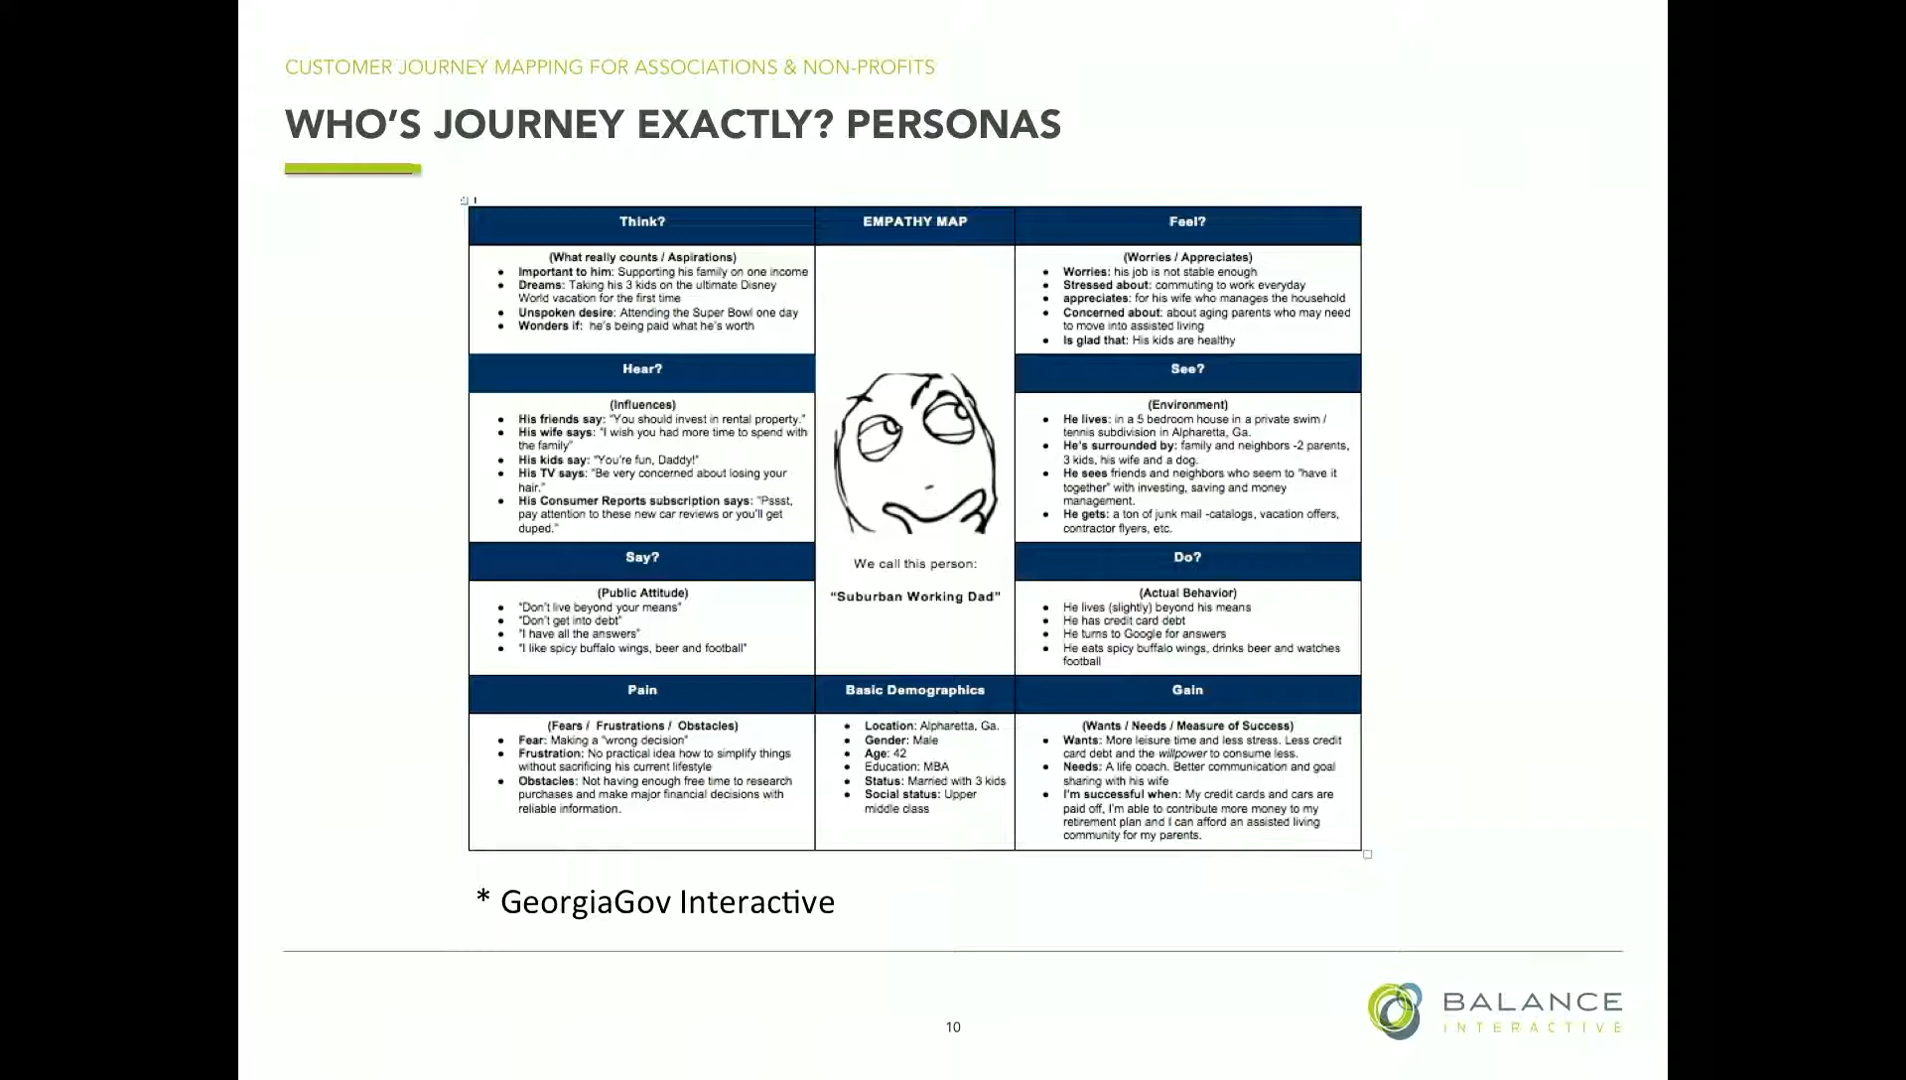 CUSTOMER JOURNEY MAPPING FOR ASSOCIATIONS & NON-PROFITS
WHO'S JOURNEY EXACTLY? PERSONAS
Think?
(What really counts / Aspirations)
• Important to him: Supporting his family on one income
• Dreams: Taking his 3 kids on the ultimate Disney
World vacation for the first time
• Unspoken desire: Attending the Super Bowl one day
• Wonders if: he's being paid what he's worth
EMPATHY MAP
Feel?
(Worries / Appreciates)
• Worries: his job is not stable enough
• Stressed about: commuting to work everyday
• appreciates: for his wife who manages the household
• Concerned about: about aging parents who may need
to move into assisted living
• Is glad that: His kids are healthy
Hear?
(Influences)
• His friends say: "You should invest in rental property."
• His wife says: "I wish you had more time to spend with
the family"
• His kids say: "You're fun, Daddy!"
• His TV says: "Be very concerned about losing your
hair."
• His Consumer Reports subscription says: "Pssst,
pay attention to these new car reviews or you'll get
duped."
See?
(Environment)
• He lives: in a 5 bedroom house in a private swim /
tennis subdivision in Alpharetta, Ga.
• He's surrounded by: family and neighbors -2 parents,
3 kids, his wife and a dog.
• He sees friends and neighbors who seem to "have it
together" with investing, saving and money
management.
• He gets: a ton of junk mail -catalogs, vacation offers,
contractor flyers, etc.
We call this person:
"Suburban Working Dad"
Say?
(Public Attitude)
• "Don't live beyond your means"
• "Don't get into debt"
• "I have all the answers"
• "I like spicy buffalo wings, beer and football"
Do?
(Actual Behavior)
• He lives (slightly) beyond his means
• He has credit card debt
• He turns to Google for answers
• He eats spicy buffalo wings, drinks beer and watches
football
Pain
(Fears / Frustrations / Obstacles)
• Fear: Making a "wrong decision"
• Frustration: No practical idea how to simplify things
without sacrificing his current lifestyle
• Obstacles: Not having enough free time to research
purchases and make major financial decisions with
reliable information.
Basic Demographics
• Location: Alpharetta, Ga.
• Gender: Male
• Age: 42
• Education: MBA
• Status: Married with 3 kids
• Social status: Upper
middle class
Gain
(Wants / Needs / Measure of Success)
• Wants: More leisure time and less stress. Less credit
card debt and the willpower to consume less.
• Needs: A life coach. Better communication and goal
sharing with his wife
• I'm successful when: My credit cards and cars are
paid off, I'm able to contribute more money to my
retirement plan and I can afford an assisted living
community for my parents.
* GeorgiaGov Interactive
10
BALANCE
INTERACTIVE